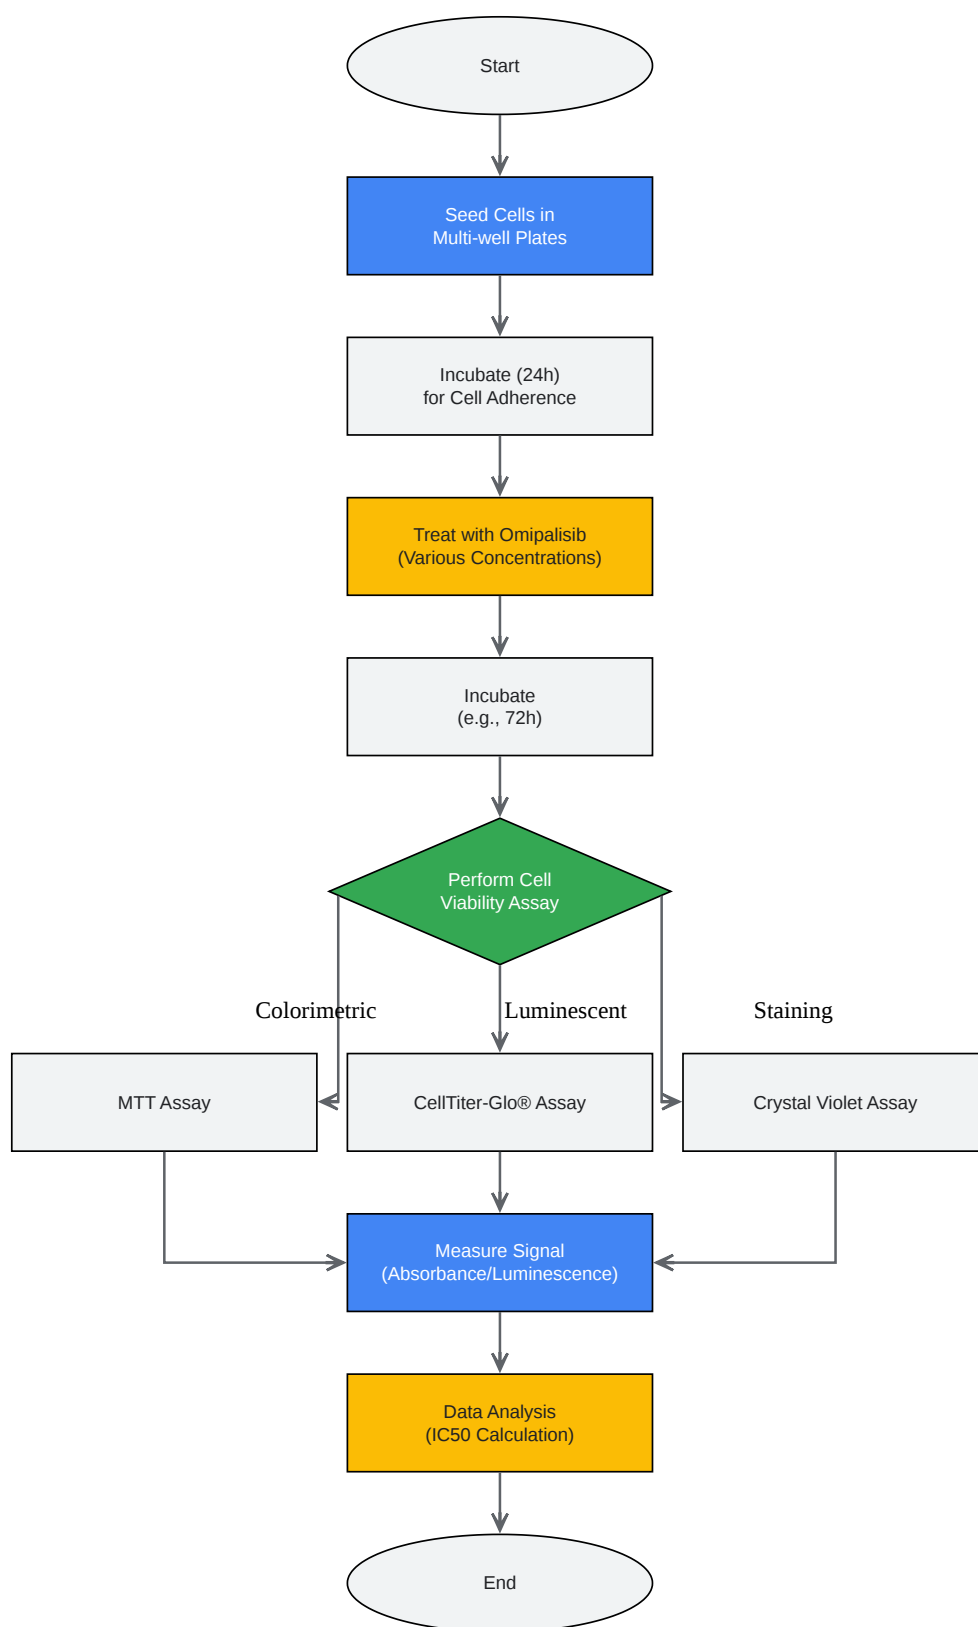 Start
Seed Cells in
Multi-well Plates
Incubate (24h)
for Cell Adherence
Treat with Omipalisib
(Various Concentrations)
Incubate
(e.g., 72h)
Perform Cell
Viability Assay
Colorimetric
Luminescent
Staining
MTT Assay
CellTiter-Glo® Assay
Crystal Violet Assay
Measure Signal
(Absorbance/Luminescence)
Data Analysis
(IC50 Calculation)
End